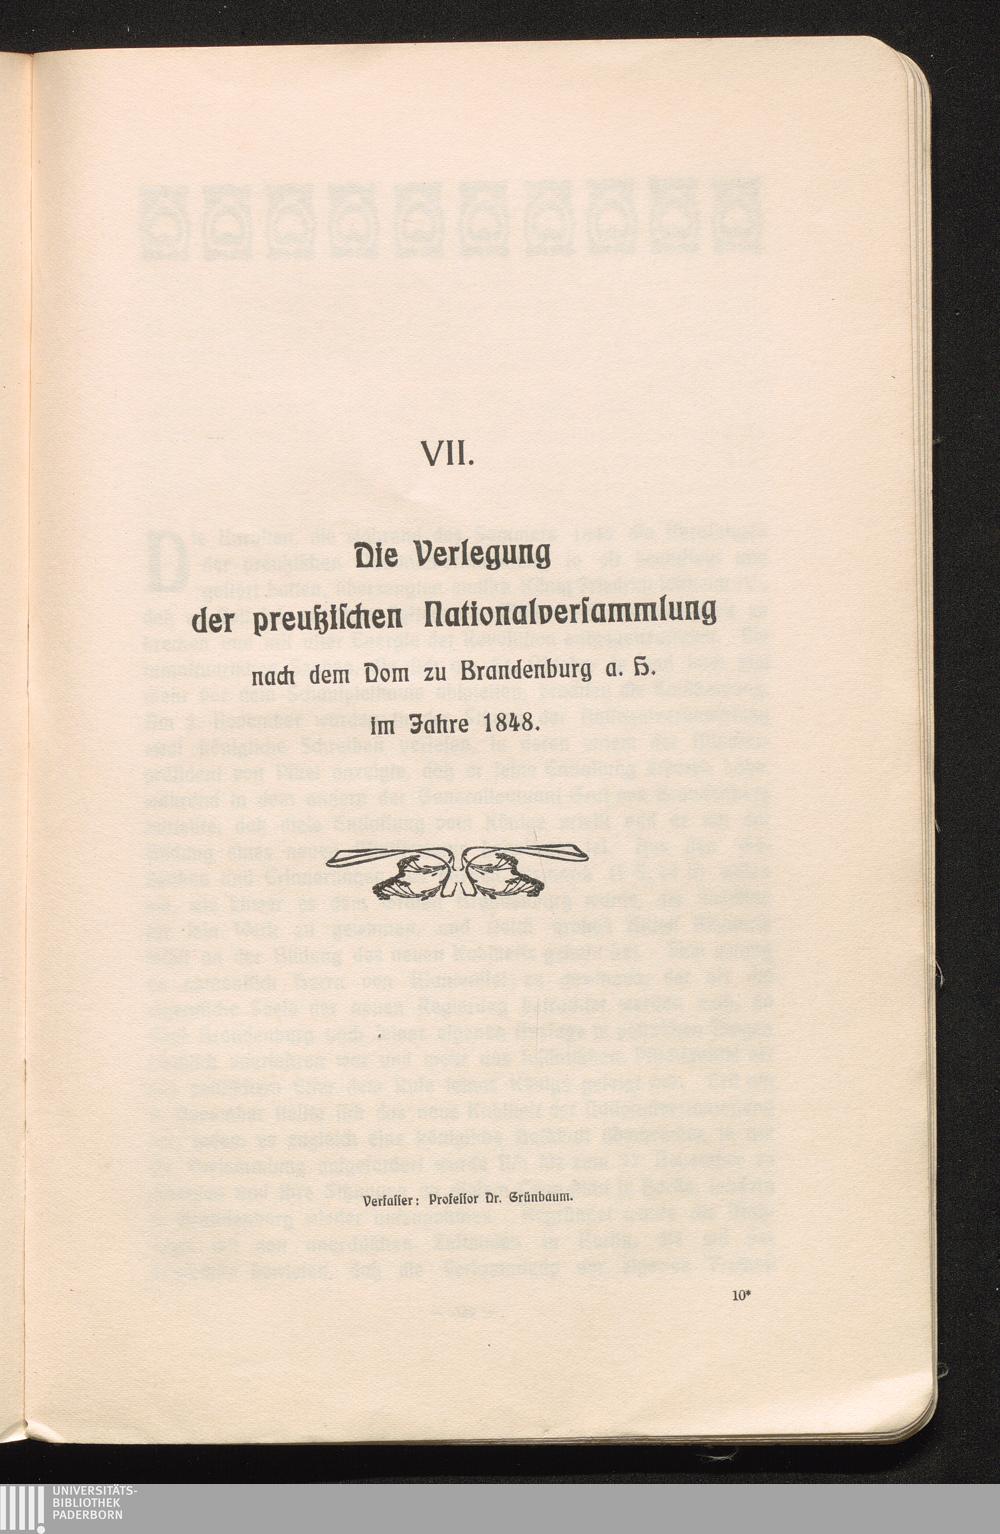 VII.
Die Verlegung
der preußischen Nationalversammlung
nach dem Dom zu Brandenburg a. H.
im Jahre 1848.
Verfasser: Professor Dr. Grünbaum.
10*
UNIVERSITÄTS-
BIBLIOTHEK
PADERBORN